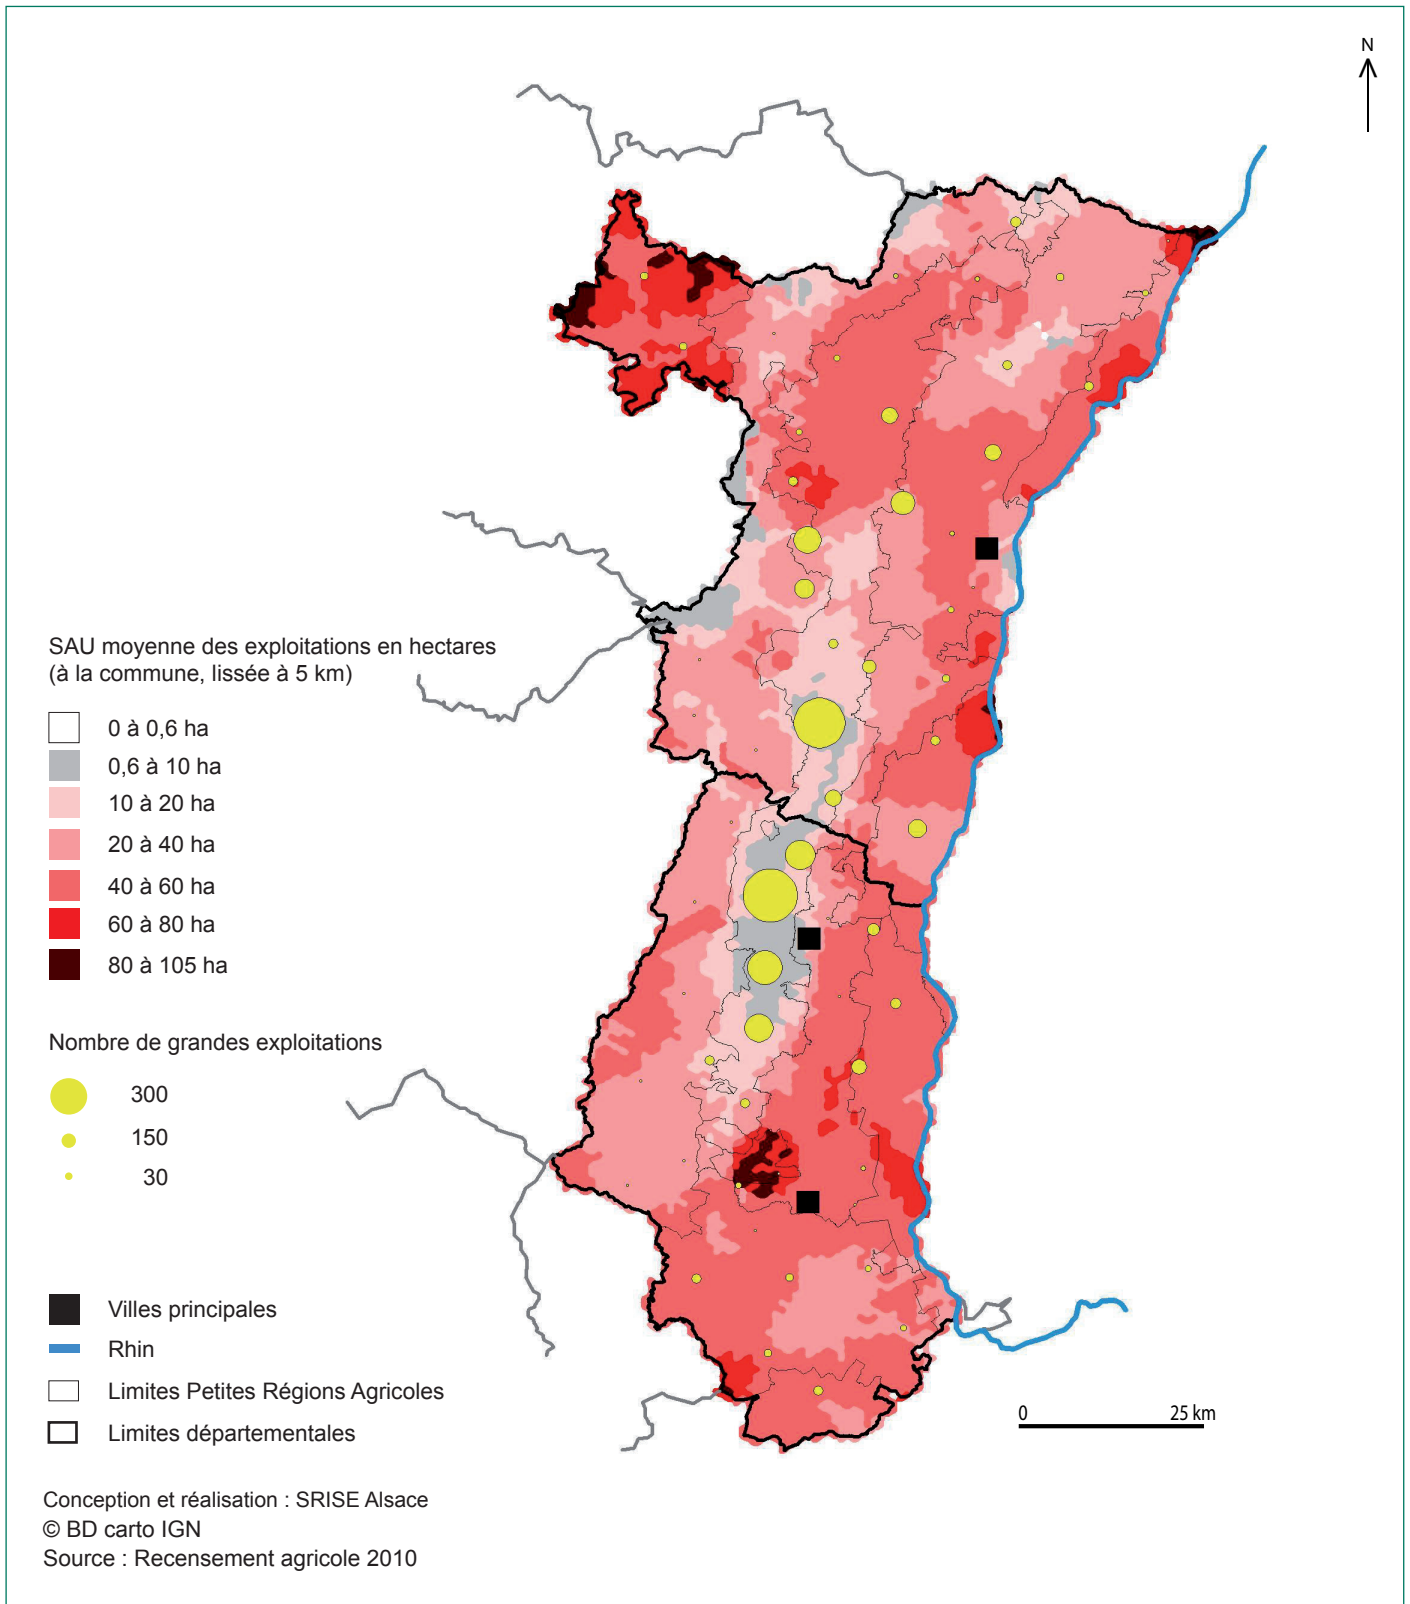 N
SAU moyenne des exploitations en hectares
(à la commune, lissée à 5 km)
0 à 0,6 ha
0,6 à 10 ha
10 à 20 ha
20 à 40 ha
40 à 60 ha
60 à 80 ha
80 à 105 ha
Nombre de grandes exploitations
300
150
30
Villes principales
Rhin
Limites Petites Régions Agricoles
Limites départementales
0 25 km
Conception et réalisation : SRISE Alsace
© BD carto IGN
Source : Recensement agricole 2010